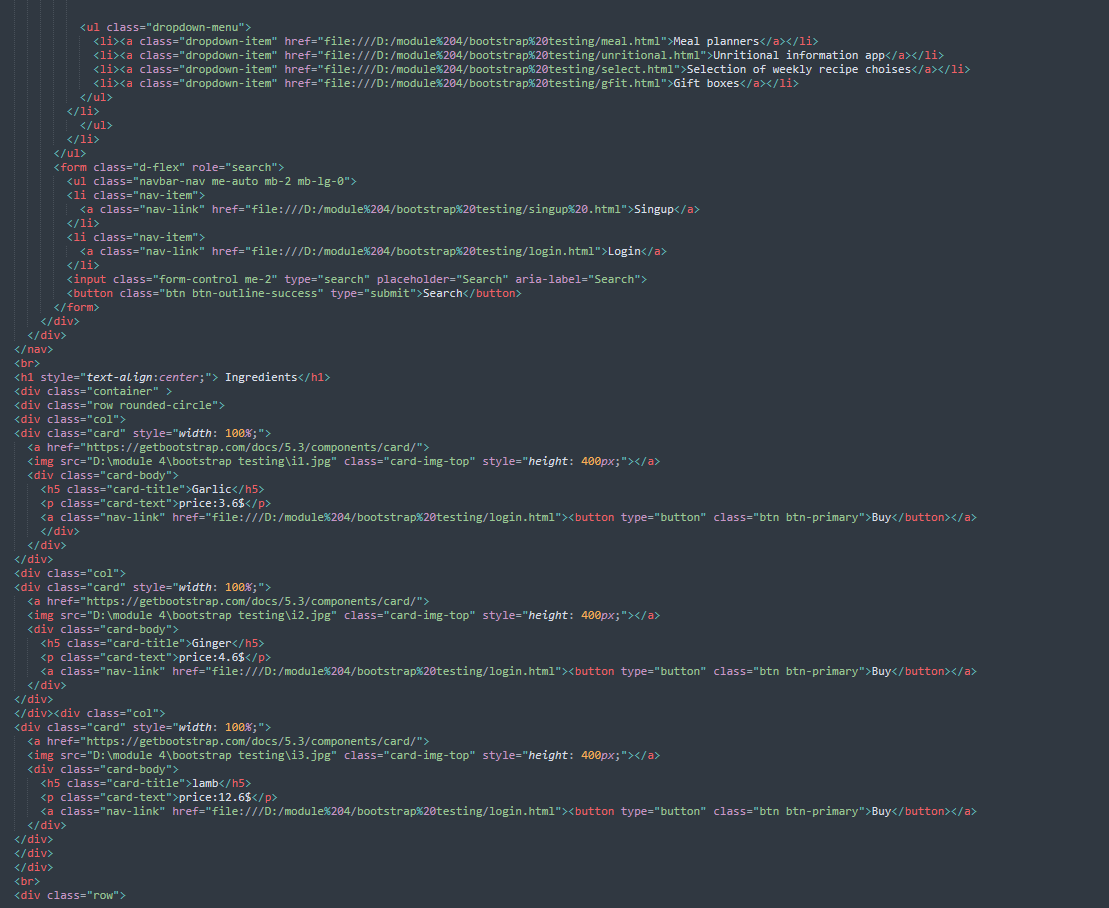 <ul class="dropdown-menu">
<li><a class="dropdown-item" href="file:///D:/module%204/bootstrap%20testing/meal.html">Meal planners</a></li>
<li><a class="dropdown-item" href="file:///D:/module%204/bootstrap%20testing/unritional.html">Unritional information app</a></li>
<li><a class="dropdown-item" href="file:///D:/module%204/bootstrap%20testing/select.html">Selection of weekly recipe choises</a></li>
<li><a class="dropdown-item" href="file:///D:/module%204/bootstrap%20testing/gfit.html">Gift boxes</a></li>
</ul>
</li>
</ul>
</li>
</ul>
<form class="d-flex" role="search">
<ul class="navbar-nav me-auto mb-2 mb-lg-0">
<li class="nav-item">
<a class="nav-link" href="file:///D:/module%204/bootstrap%20testing/singup%20.html">Singup</a>
</li>
<li class="nav-item">
<a class="nav-link" href="file:///D:/module%204/bootstrap%20testing/login.html">Login</a>
</li>
<input class="form-control me-2" type="search" placeholder="Search" aria-label="Search">
<button class="btn btn-outline-success" type="submit">Search</button>
</form>
</div>
</div>
</nav>
<br>
<h1 style="text-align:center;"> Ingredients</h1>
<div class="container" >
<div class="row rounded-circle">
<div class="col">
<div class="card" style="width: 100%;">
<a href="https://getbootstrap.com/docs/5.3/components/card/">
<img src="D:\module 4\bootstrap testing\i1.jpg" class="card-img-top" style="height: 400px;"></a>
<div class="card-body">
<h5 class="card-title">Garlic</h5>
<p class="card-text">price:3.6$</p>
<a class="nav-link" href="file:///D:/module%204/bootstrap%20testing/login.html"><button type="button" class="btn btn-primary">Buy</button></a>
</div>
</div>
</div>
<div class="col">
<div class="card" style="width: 100%;">
<a href="https://getbootstrap.com/docs/5.3/components/card/">
<img src="D:\module 4\bootstrap testing\i2.jpg" class="card-img-top" style="height: 400px;"></a>
<div class="card-body">
<h5 class="card-title">Ginger</h5>
<p class="card-text">price:4.6$</p>
<a class="nav-link" href="file:///D:/module%204/bootstrap%20testing/login.html"><button type="button" class="btn btn-primary">Buy</button></a>
</div>
</div>
</div><div class="col">
<div class="card" style="width: 100%;">
<a href="https://getbootstrap.com/docs/5.3/components/card/">
<img src="D:\module 4\bootstrap testing\i3.jpg" class="card-img-top" style="height: 400px;"></a>
<div class="card-body">
<h5 class="card-title">lamb</h5>
<p class="card-text">price:12.6$</p>
<a class="nav-link" href="file:///D:/module%204/bootstrap%20testing/login.html"><button type="button" class="btn btn-primary">Buy</button></a>
</div>
</div>
</div>
</div>
<br>
<div class="row">